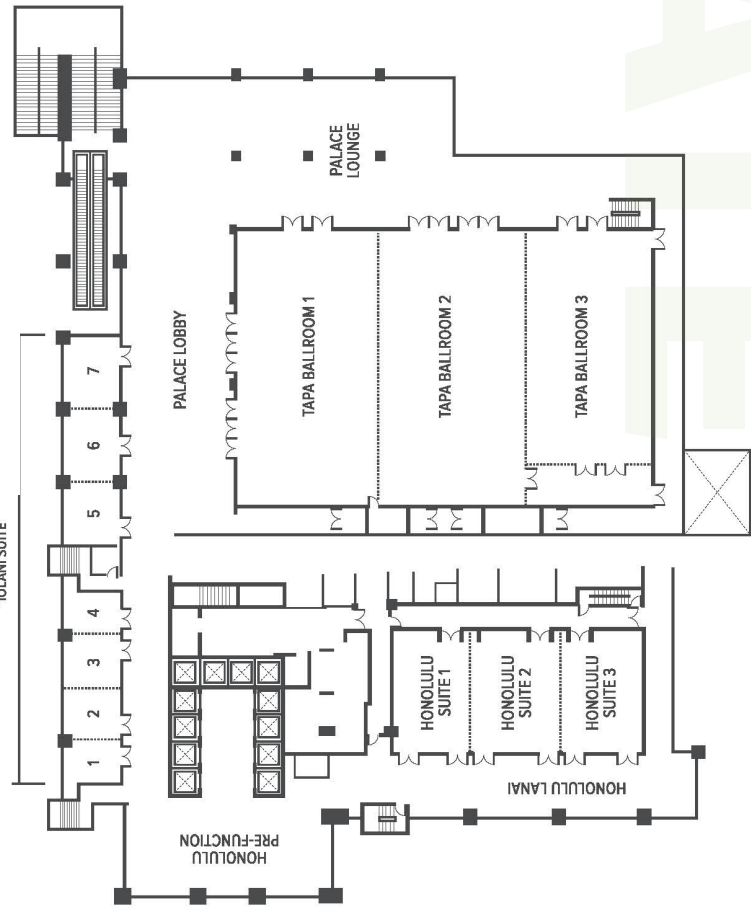 IOLANI SUITE
1
2
3
4
5
6
7
PALACE LOBBY
PALACE
LOUNGE
TAPA BALLROOM 1
TAPA BALLROOM 2
TAPA BALLROOM 3
HONOLULU
SUITE 1
HONOLULU
SUITE 2
HONOLULU
SUITE 3
HONOLULU LANAI
HONOLULU
PRE-FUNCTION